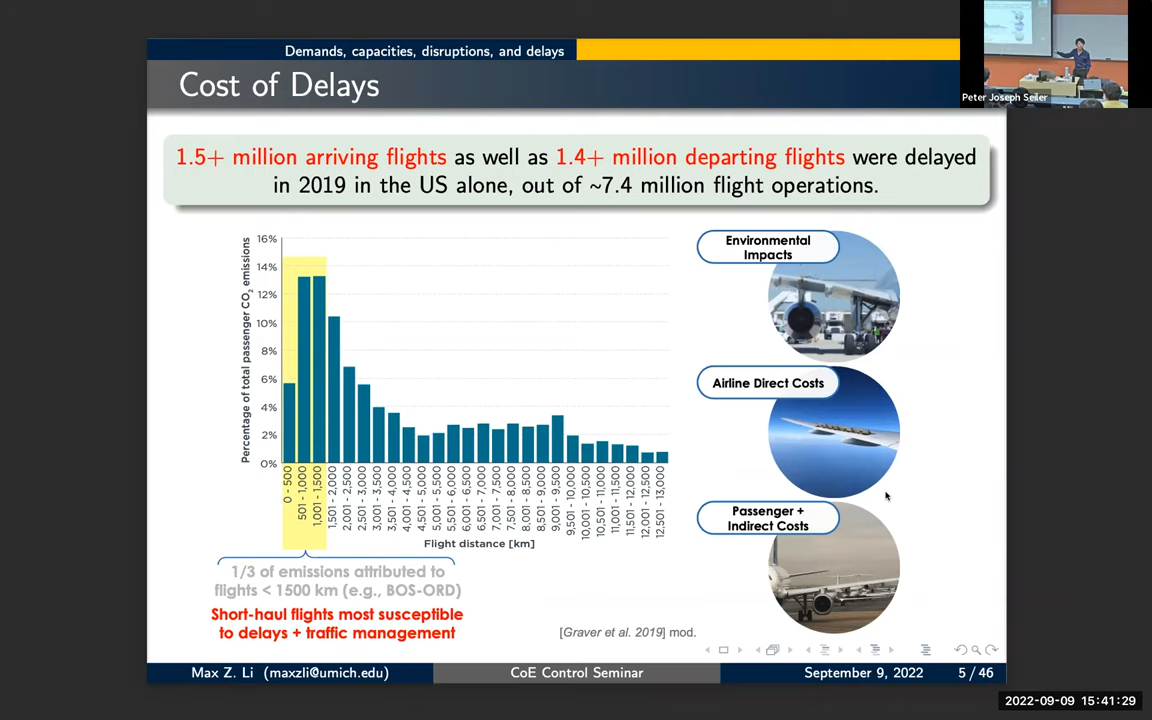 Demands, capacities, disruptions, and delays
Cost of Delays
Peter Joseph Seiler
1.5+ million arriving flights as well as 1.4+ million departing flights were delayed
in 2019 in the US alone, out of ~7.4 million flight operations.
Percentage of total passenger CO2 emissions
16%
14%
12%
10%
8%
6%
4%
2%
0%
0 - 500
501 - 1,000
1,001 - 1,500
1,501 - 2,000
2,001 - 2,500
2,501 - 3,000
3,001 - 3,500
3,501 - 4,000
4,001 - 4,500
4,501 - 5,000
5,001 - 5,500
5,501 - 6,000
6,001 - 6,500
6,501 - 7,000
7,001 - 7,500
7,501 - 8,000
8,001 - 8,500
8,501 - 9,000
9,001 - 9,500
9,501 - 10,000
10,001 - 10,500
10,501 - 11,000
11,001 - 11,500
11,501 - 12,000
12,001 - 12,500
12,501 - 13,000
Flight distance [km]
1/3 of emissions attributed to
flights < 1500 km (e.g., BOS-ORD)
Short-haul flights most susceptible
to delays + traffic management
[Graver et al. 2019] mod.
Environmental
Impacts
Airline Direct Costs
Passenger +
Indirect Costs
Max Z. Li (maxzli@umich.edu)
CoE Control Seminar
September 9, 2022
5 / 46
2022-09-09 15:41:29